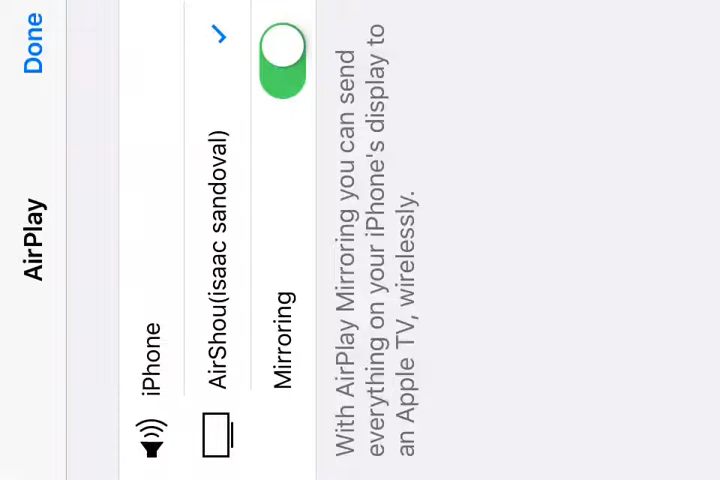 AirPlay
Done
iPhone
AirShou(isaac sandoval)
Mirroring
With AirPlay Mirroring you can send
everything on your iPhone's display to
an Apple TV, wirelessly.